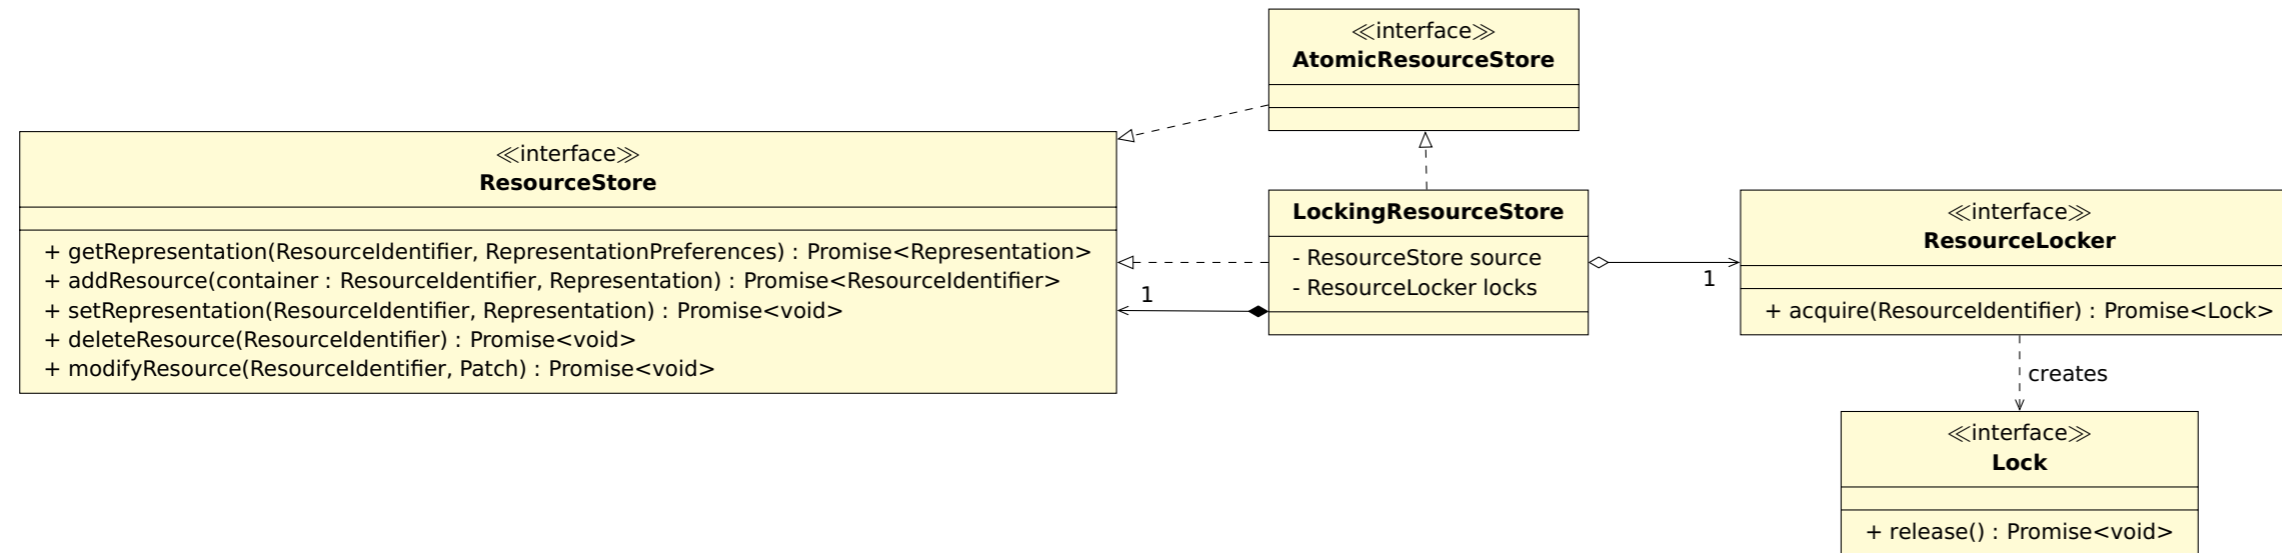 ≪interface≫
AtomicResourceStore
≪interface≫
ResourceStore
+ getRepresentation(ResourceIdentifier, RepresentationPreferences) : Promise<Representation>
+ addResource(container : ResourceIdentifier, Representation) : Promise<ResourceIdentifier>
+ setRepresentation(ResourceIdentifier, Representation) : Promise<void>
+ deleteResource(ResourceIdentifier) : Promise<void>
+ modifyResource(ResourceIdentifier, Patch) : Promise<void>
1
LockingResourceStore
- ResourceStore source
- ResourceLocker locks
1
≪interface≫
ResourceLocker
+ acquire(ResourceIdentifier) : Promise<Lock>
creates
≪interface≫
Lock
+ release() : Promise<void>